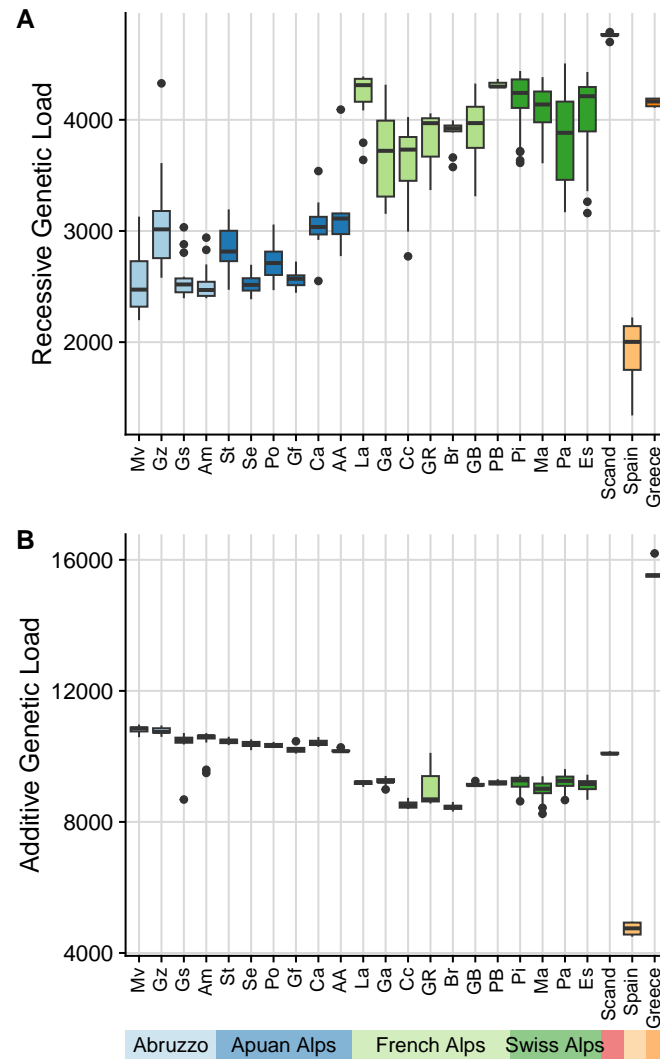 A
Recessive Genetic Load
4000
3000
2000
Mv Gz Gs Am St Se Po Gf Ca AA La Ga Cc GR Br GB PB Pi Ma Pa Es Scand Spain Greece
B
Additive Genetic Load
16000
12000
8000
4000
Mv Gz Gs Am St Se Po Gf Ca AA La Ga Cc GR Br GB PB Pi Ma Pa Es Scand Spain Greece
Abruzzo Apuan Alps French Alps Swiss Alps